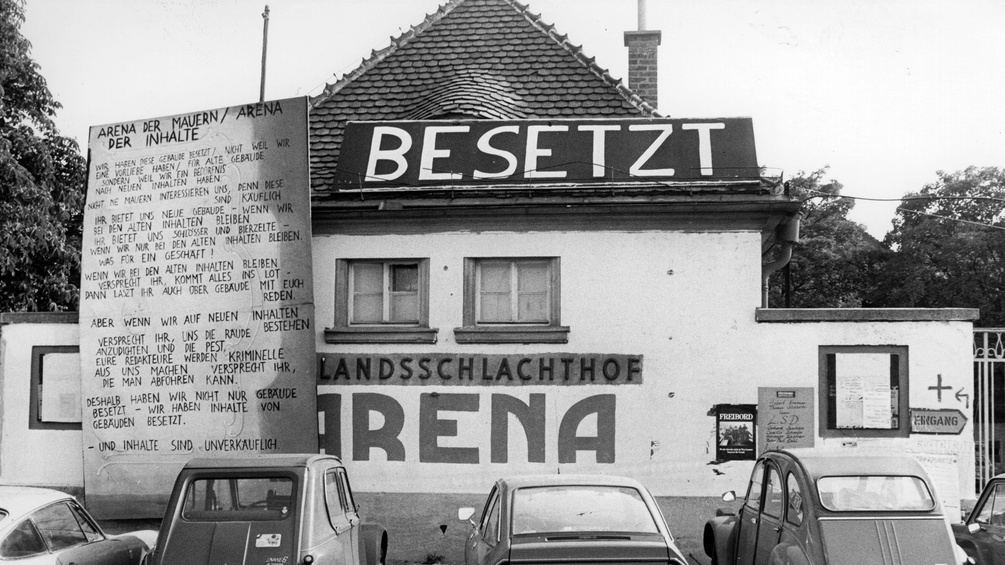 ARENA DER MAUERN / ARENA
DER INHALTE
WIR HABEN DIESE GEBÄUDE BESETZT / NICHT WEIL WIR
EINE VORLIEBE HABEN / FÜR ALTE GEBÄUDE
SONDERN WEIL WIR EIN BEDÜRFNIS
NACH NEUEN INHALTEN HABEN.
NICHT DIE MAUERN INTERESSIEREN UNS, DENN DIESE
SIND KÄUFLICH
IHR BIETET UNS NEUE GEBÄUDE - WENN WIR
BEI DEN ALTEN INHALTEN BLEIBEN
IHR BIETET UNS SCHLÖSSER UND BIERZELTE -
WENN WIR NUR BEI DEN ALTEN INHALTEN BLEIBEN.
WAS FÜR EIN GESCHÄFT!
WENN WIR BEI DEN ALTEN INHALTEN BLEIBEN
VERSPRECHT IHR, KOMMT ALLES INS LOT -
DANN LASZT IHR AUCH ÜBER GEBÄUDE MIT EUCH
REDEN.
ABER WENN WIR AUF NEUEN INHALTEN
BESTEHEN
VERSPRECHT IHR, UNS DIE RÄUDE
ANZUDICHTEN UND DIE PEST.
EURE REDAKTEURE WERDEN KRIMINELLE
AUS UNS MACHEN VERSPRECHT IHR,
DIE MAN ABFÜHREN KANN.
DESHALB HABEN WIR NICHT NUR GEBÄUDE
BESETZT - WIR HABEN INHALTE VON
GEBÄUDEN BESETZT.
- UND INHALTE SIND UNVERKÄUFLICH.
BESETZT
LANDSSCHLACHTHOF
ARENA
FREIBORD
EINGANG